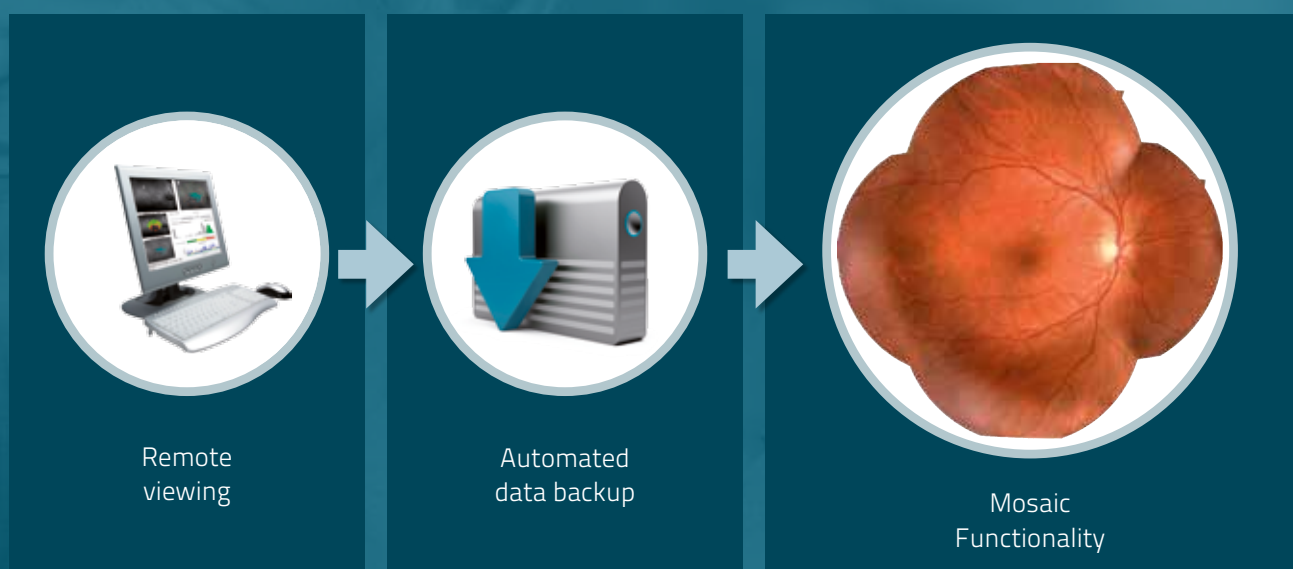 Remote
viewing
Automated
data backup
Mosaic
Functionality